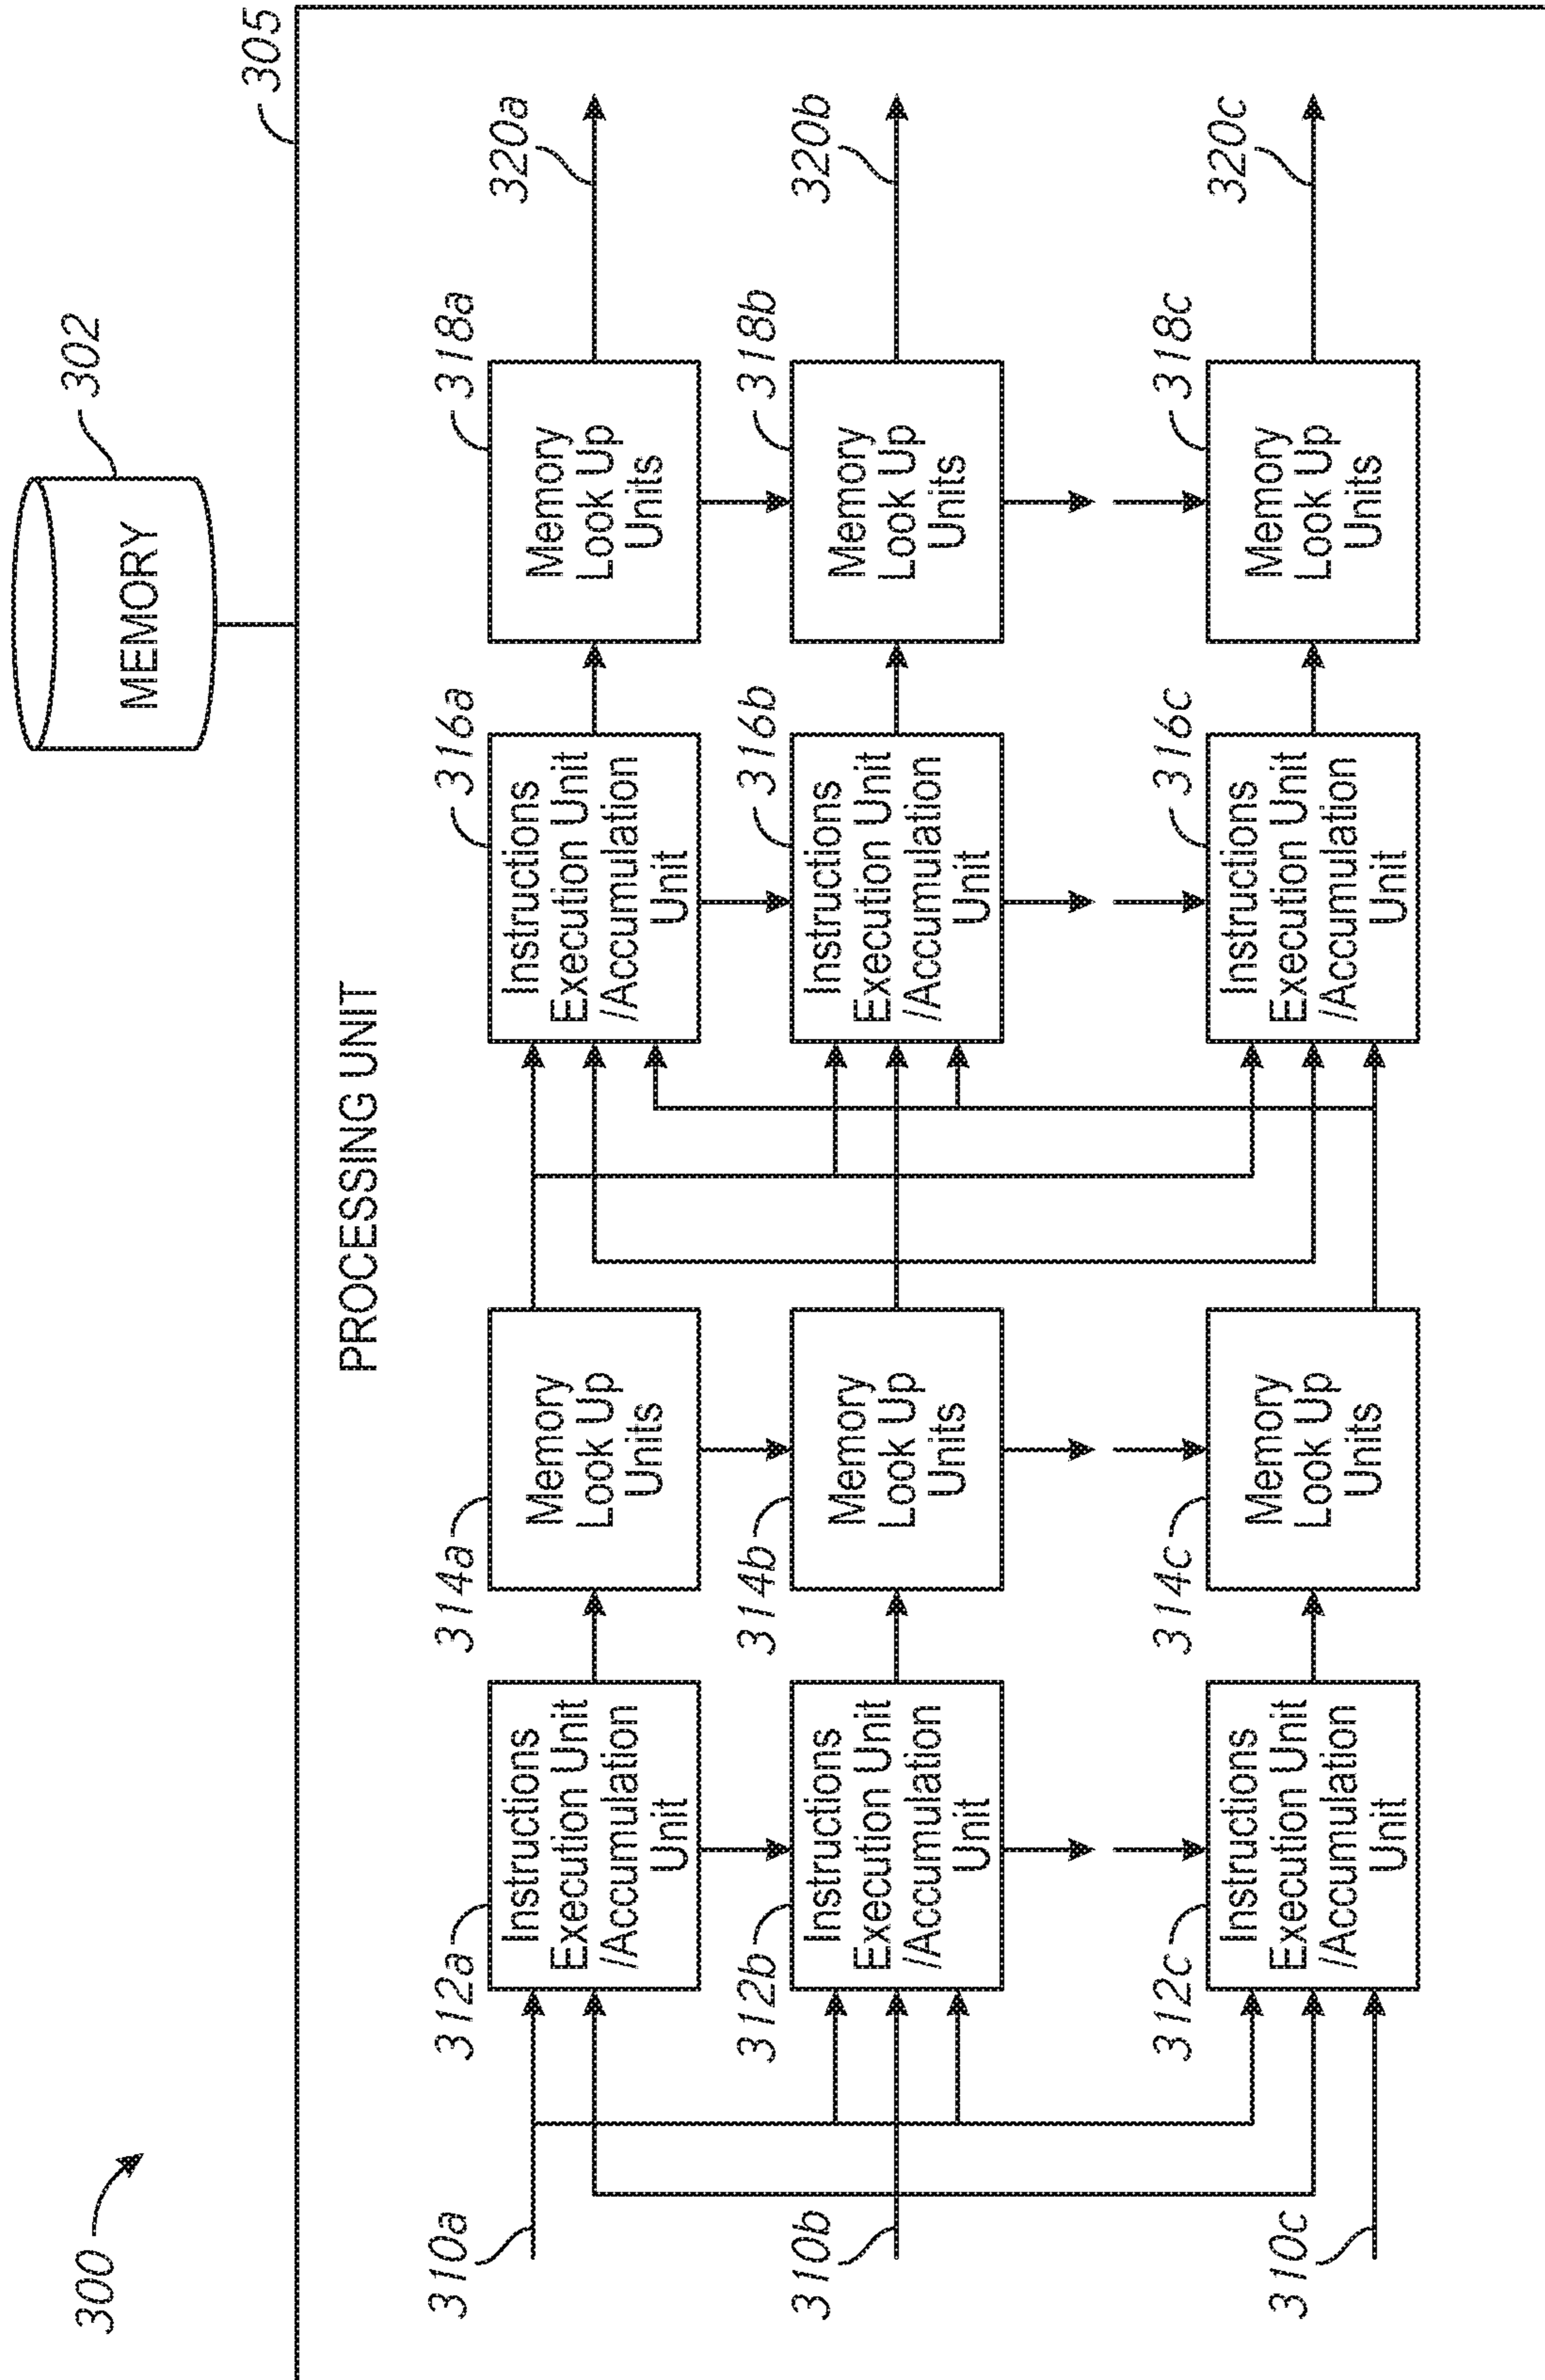 300
MEMORY
302
305
PROCESSING UNIT
310a
312a
Instructions
Execution Unit
/Accumulation
Unit
314a
Memory
Look Up
Units
316a
Instructions
Execution Unit
/Accumulation
Unit
318a
Memory
Look Up
Units
320a
310b
312b
Instructions
Execution Unit
/Accumulation
Unit
314b
Memory
Look Up
Units
316b
Instructions
Execution Unit
/Accumulation
Unit
318b
Memory
Look Up
Units
320b
310c
312c
Instructions
Execution Unit
/Accumulation
Unit
314c
Memory
Look Up
Units
316c
Instructions
Execution Unit
/Accumulation
Unit
318c
Memory
Look Up
Units
320c